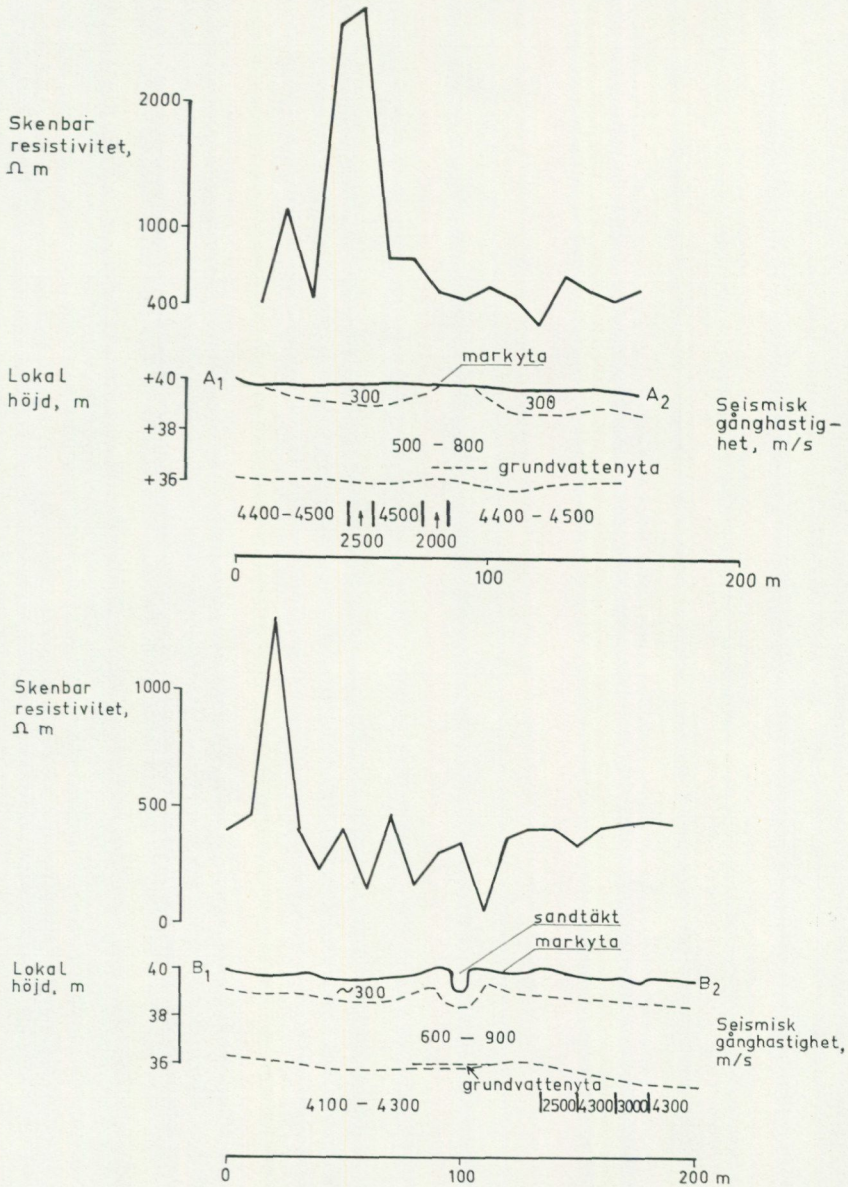 2000
Skenbar
resistivitet,
Ω m
1000
400
markyta
Lokal
höjd, m
+40
A1
300
300
A2
Seismisk
gånghastig-
het, m/s
+38
500 - 800
grundvattenyta
+36
4400-4500
4500
4400 - 4500
2500
2000
0
100
200 m
Skenbar
resistivitet,
Ω m
1000
500
0
sandtäkt
markyta
Lokal
höjd, m
40
B1
~300
B2
38
600 - 900
Seismisk
gånghastighet,
m/s
36
grundvattenyta
4100 - 4300
2500
4300
3000
4300
0
100
200 m